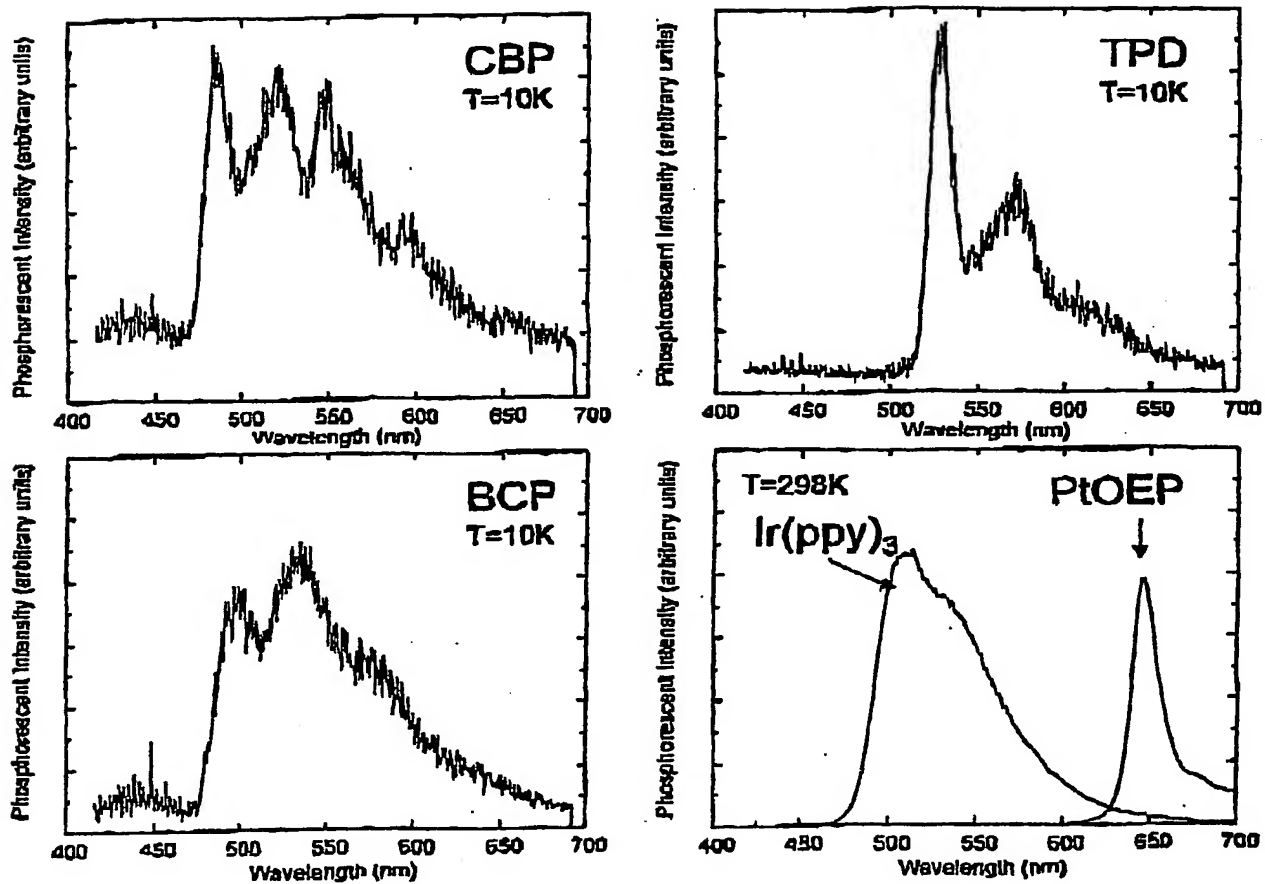 Phosphorescent Intensity (arbitrary units)
CBP
T=10K
400 450 500 550 600 650 700
Wavelength (nm)
Phosphorescent Intensity (arbitrary units)
TPD
T=10K
400 450 500 550 600 650 700
Wavelength (nm)
Phosphorescent Intensity (arbitrary units)
BCP
T=10K
400 450 500 550 600 650 700
Wavelength (nm)
Phosphorescent Intensity (arbitrary units)
T=298K
PtOEP
Ir(ppy)3
400 450 500 550 600 650 700
Wavelength (nm)